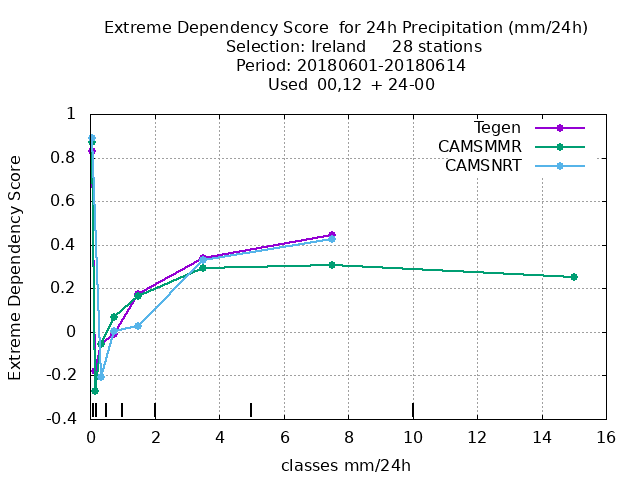 Extreme Dependency Score  for 24h Precipitation (mm/24h)
Selection: Ireland     28 stations
Period: 20180601-20180614
Used  00,12  + 24-00
Tegen
CAMSMMR
CAMSNRT
Extreme Dependency Score
1
0.8
0.6
0.4
0.2
0
-0.2
-0.4
0 2 4 6 8 10 12 14 16
classes mm/24h